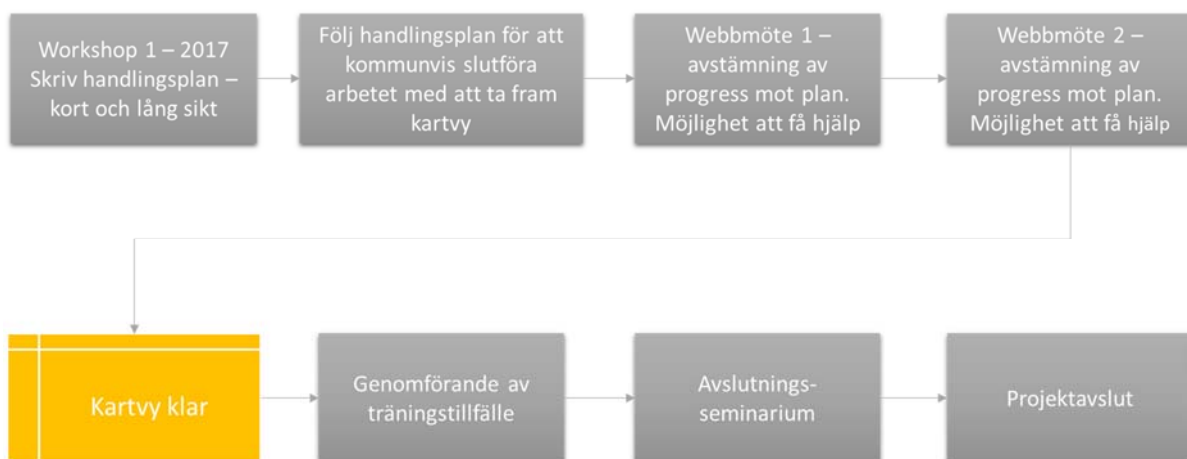 Workshop 1 – 2017
Skriv handlingsplan –
kort och lång sikt
Följ handlingsplan för att
kommunvis slutföra
arbetet med att ta fram
kartvy
Webbmöte 1 –
avstämning av
progress mot plan.
Möjlighet att få hjälp
Webbmöte 2 –
avstämning av
progress mot plan.
Möjlighet att få hjälp
Kartvy klar
Genomförande av
träningstillfälle
Avslutnings-
seminarium
Projektavslut